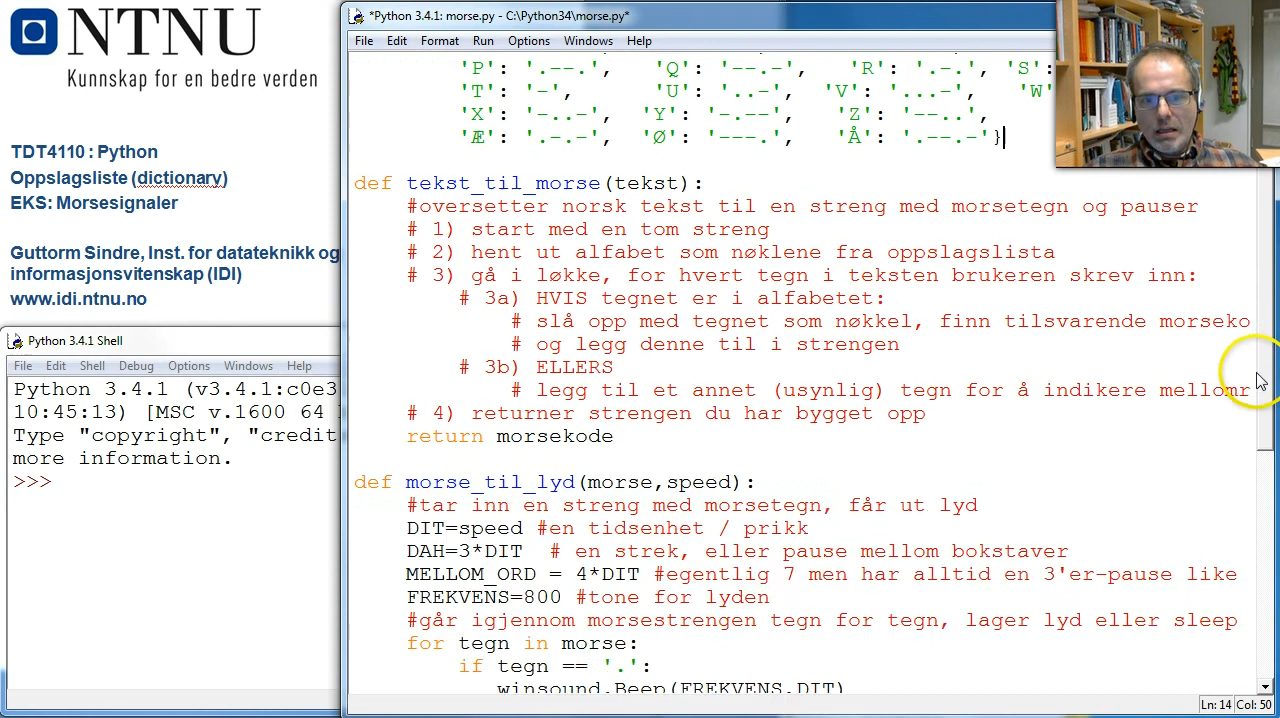 NTNU
Kunnskap for en bedre verden
TDT4110 : Python
Oppslagsliste (dictionary)
EKS: Morsesignaler
Guttorm Sindre, Inst. for datateknikk og
informasjonsvitenskap (IDI)
www.idi.ntnu.no
Python 3.4.1 Shell
File Edit Shell Debug Options Windows Help
Python 3.4.1 (v3.4.1:c0e3
10:45:13) [MSC v.1600 64
Type "copyright", "credit
more information.
>>>
*Python 3.4.1: morse.py - C:\Python34\morse.py*
File Edit Format Run Options Windows Help
'P': '.--.', 'Q': '--.-', 'R': '.-.', 'S':
'T': '-', 'U': '..-', 'V': '...-', 'W'
'X': '-..-', 'Y': '-.--', 'Z': '--..',
'Æ': '.-.-', 'Ø': '---.', 'Å': '.--.-'}
def tekst_til_morse(tekst):
#oversetter norsk tekst til en streng med morsetegn og pauser
# 1) start med en tom streng
# 2) hent ut alfabet som nøklene fra oppslagslista
# 3) gå i løkke, for hvert tegn i teksten brukeren skrev inn:
# 3a) HVIS tegnet er i alfabetet:
# slå opp med tegnet som nøkkel, finn tilsvarende morseko
# og legg denne til i strengen
# 3b) ELLERS
# legg til et annet (usynlig) tegn for å indikere mellomr
# 4) returner strengen du har bygget opp
return morsekode
def morse_til_lyd(morse,speed):
#tar inn en streng med morsetegn, får ut lyd
DIT=speed #en tidsenhet / prikk
DAH=3*DIT # en strek, eller pause mellom bokstaver
MELLOM_ORD = 4*DIT #egentlig 7 men har alltid en 3'er-pause like
FREKVENS=800 #tone for lyden
#går igjennom morsestrengen tegn for tegn, lager lyd eller sleep
for tegn in morse:
if tegn == '.':
winsound.Beep(FREKVENS,DIT)
Ln: 14 Col: 50